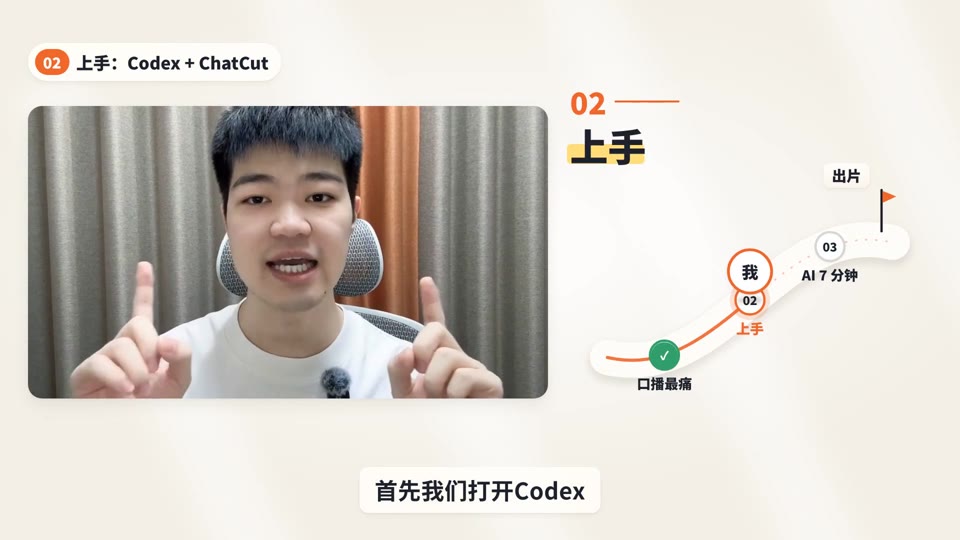 02 上手：Codex + ChatCut
02
上手
出片
03
AI 7 分钟
我
02
上手
✓
口播最痛
首先我们打开Codex